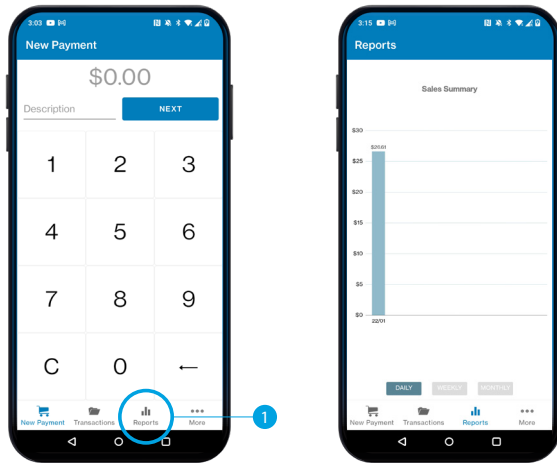 3:03
New Payment
$0.00
Description
NEXT
1 2 3
4 5 6
7 8 9
C 0 ←
New Payment Transactions Reports More
1
3:15
Reports
Sales Summary
$30
$26.61
$25
$20
$15
$10
$5
$0
22/01
DAILY WEEKLY MONTHLY
New Payment Transactions Reports More